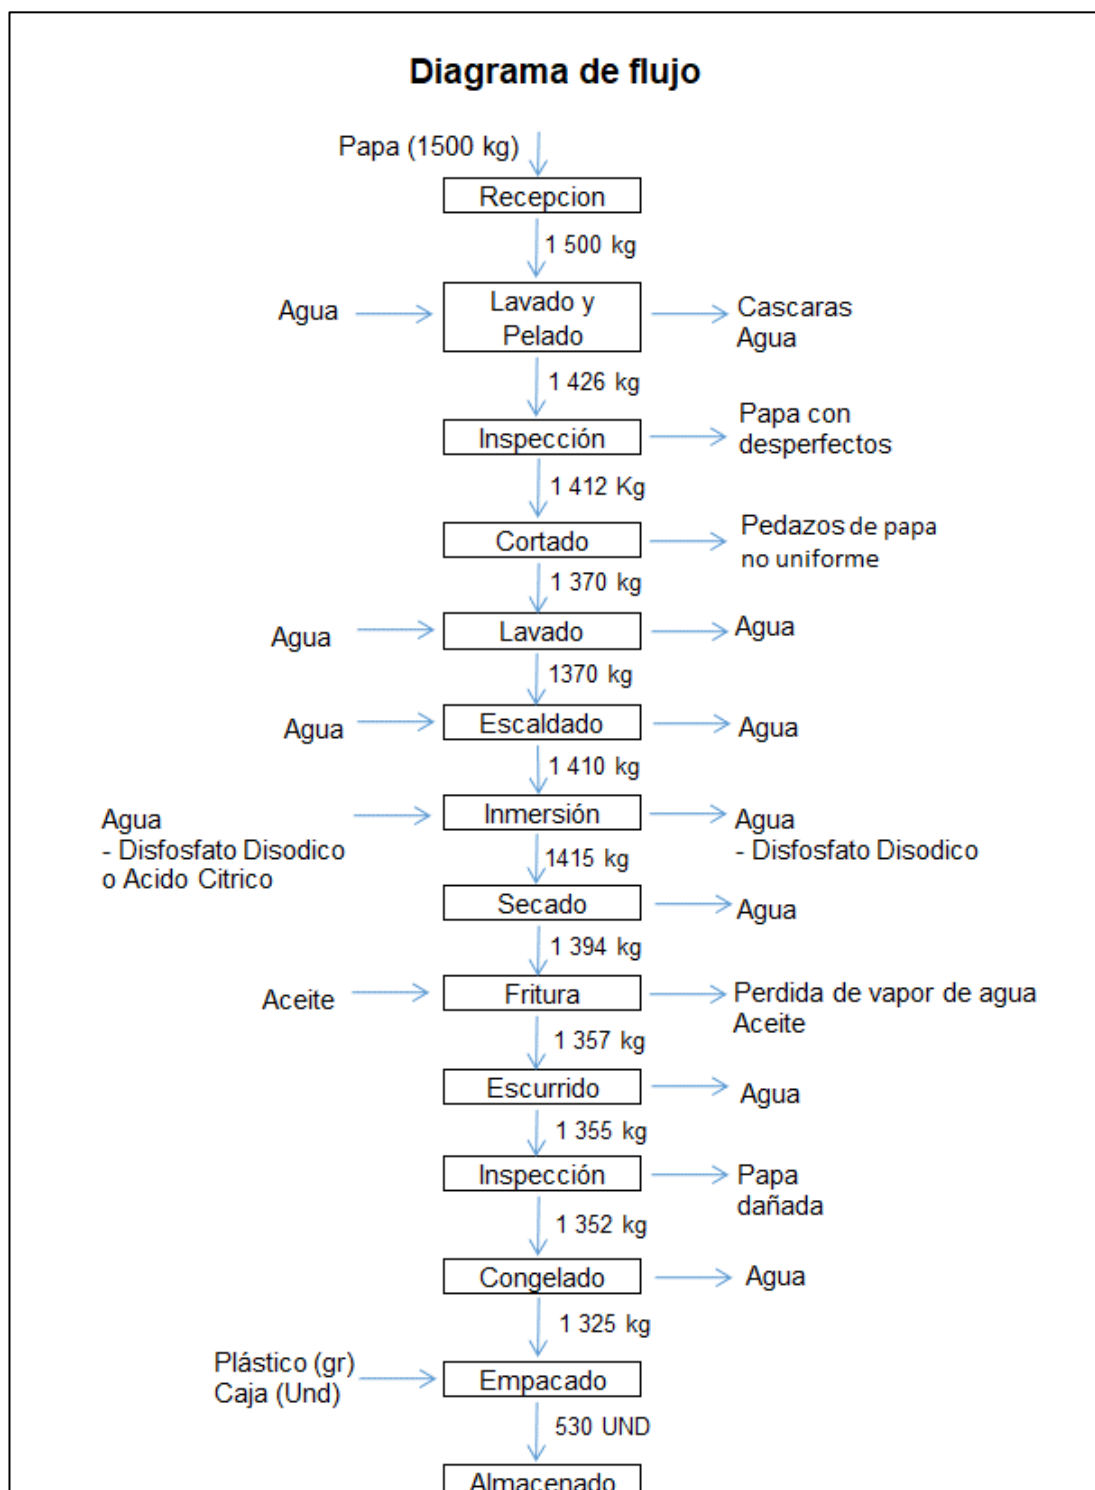 Diagrama de flujo
Papa (1500 kg)
Recepcion
1 500 kg
Agua
Lavado y
Pelado
Cascaras
Agua
1 426 kg
Inspección
Papa con
desperfectos
1 412 Kg
Cortado
Pedazos de papa
no uniforme
1 370 kg
Agua
Lavado
Agua
1370 kg
Agua
Escaldado
Agua
1 410 kg
Agua
- Disfosfato Disodico
o Acido Citrico
Inmersión
Agua
- Disfosfato Disodico
1415 kg
Secado
Agua
1 394 kg
Aceite
Fritura
Perdida de vapor de agua
Aceite
1 357 kg
Escurrido
Agua
1 355 kg
Inspección
Papa
dañada
1 352 kg
Congelado
Agua
1 325 kg
Plástico (gr)
Caja (Und)
Empacado
530 UND
Almacenado